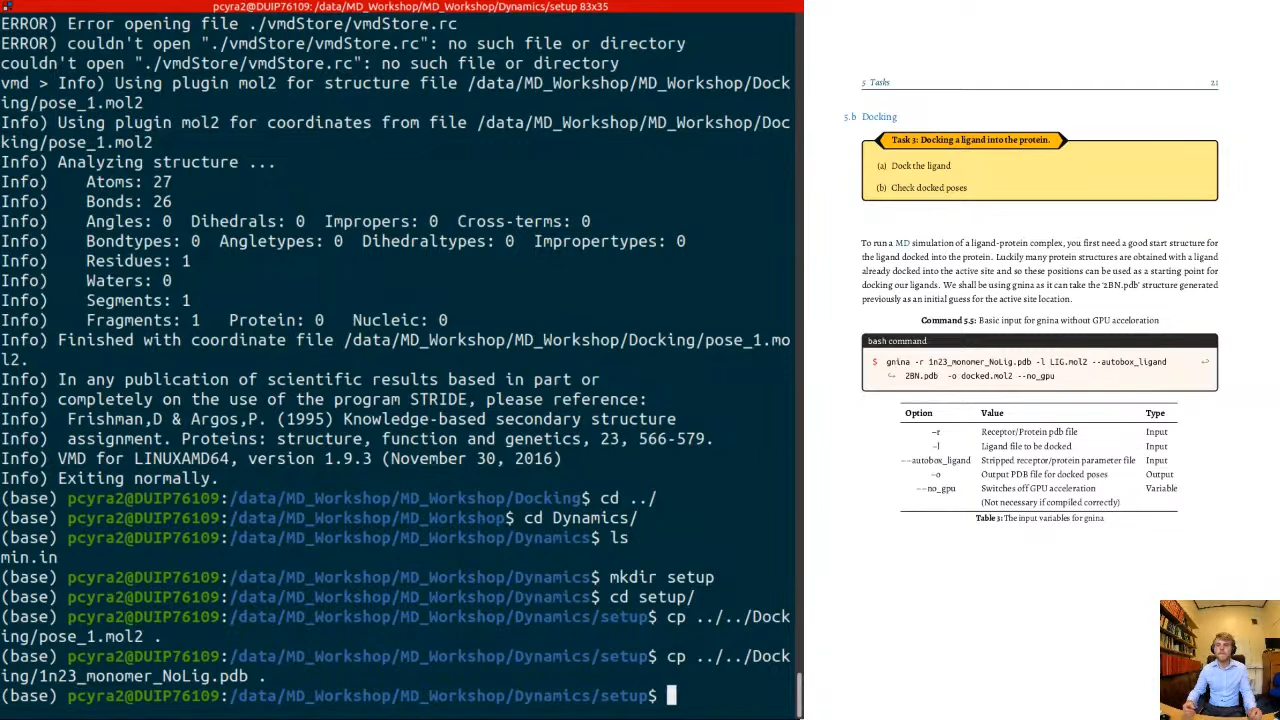 pcyra2@DUIP76109: /data/MD_Workshop/Dynamics/setup 83x35
ERROR) Error opening file ./vmdStore/vmdStore.rc
ERROR) couldn't open "./vmdStore/vmdStore.rc": no such file or directory
couldn't open "./vmdStore/vmdStore.rc": no such file or directory
vmd > Info) Using plugin mol2 for structure file /data/MD_Workshop/MD_Workshop/Dock
ing/pose_1.mol2
Info) Using plugin mol2 for coordinates from file /data/MD_Workshop/MD_Workshop/Doc
king/pose_1.mol2
Info) Analyzing structure ...
Info)    Atoms: 27
Info)    Bonds: 26
Info)    Angles: 0  Dihedrals: 0  Impropers: 0  Cross-terms: 0
Info)    Bondtypes: 0  Angletypes: 0  Dihedraltypes: 0  Impropertypes: 0
Info)    Residues: 1
Info)    Waters: 0
Info)    Segments: 1
Info)    Fragments: 1  Protein: 0  Nucleic: 0
Info) Finished with coordinate file /data/MD_Workshop/MD_Workshop/Docking/pose_1.mo
l2.
Info) In any publication of scientific results based in part or
Info) completely on the use of the program STRIDE, please reference:
Info)  Frishman,D & Argos,P. (1995) Knowledge-based secondary structure
Info)  assignment. Proteins: structure, function and genetics, 23, 566-579.
Info) VMD for LINUXAMD64, version 1.9.3 (November 30, 2016)
Info) Exiting normally.
(base) pcyra2@DUIP76109:/data/MD_Workshop/MD_Workshop/Docking$ cd ../
(base) pcyra2@DUIP76109:/data/MD_Workshop/MD_Workshop$ cd Dynamics/
(base) pcyra2@DUIP76109:/data/MD_Workshop/MD_Workshop/Dynamics$ ls
min.in
(base) pcyra2@DUIP76109:/data/MD_Workshop/MD_Workshop/Dynamics$ mkdir setup
(base) pcyra2@DUIP76109:/data/MD_Workshop/MD_Workshop/Dynamics$ cd setup/
(base) pcyra2@DUIP76109:/data/MD_Workshop/MD_Workshop/Dynamics/setup$ cp ../../Dock
ing/pose_1.mol2 .
(base) pcyra2@DUIP76109:/data/MD_Workshop/MD_Workshop/Dynamics/setup$ cp ../../Dock
ing/1n23_monomer_NoLig.pdb .
(base) pcyra2@DUIP76109:/data/MD_Workshop/MD_Workshop/Dynamics/setup$
5 Tasks 21
5.b Docking
Task 3: Docking a ligand into the protein.
(a) Dock the ligand
(b) Check docked poses
To run a MD simulation of a ligand-protein complex, you first need a good start structure for
the ligand docked into the protein. Luckily many protein structures are obtained with a ligand
already docked into the active site and so these positions can be used as a starting point for
docking our ligands. We shall be using gnina as it can take the '2BN.pdb' structure generated
previously as an initial guess for the active site location.
Command 5.5: Basic input for gnina without GPU acceloration
bash command
$ gnina -r 1n23_monomer_NoLig.pdb -l LIG.mol2 --autobox_ligand ↩
↪ 2BN.pdb -o docked.mol2 --no_gpu
Option Value Type
–r Receptor/Protein pdb file Input
–l Ligand file to be docked Input
––autobox_ligand Stripped receptor/protein parameter file Input
–o Output PDB file for docked poses Output
––no_gpu Switches off GPU acceleration Variable
(Not necessary if compiled correctly)
Table 3: The input variables for gnina